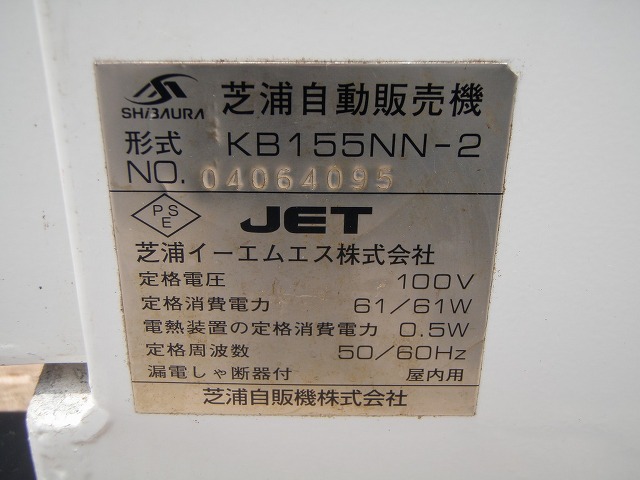 SHIBAURA
芝浦自動販売機
形式 KB155NN-2
NO. 04064095
PSE JET
芝浦イーエムエス株式会社
定格電圧 100V
定格消費電力 61/61W
電熱装置の定格消費電力 0.5W
定格周波数 50/60Hz
漏電しゃ断器付 屋内用
芝浦自販機株式会社